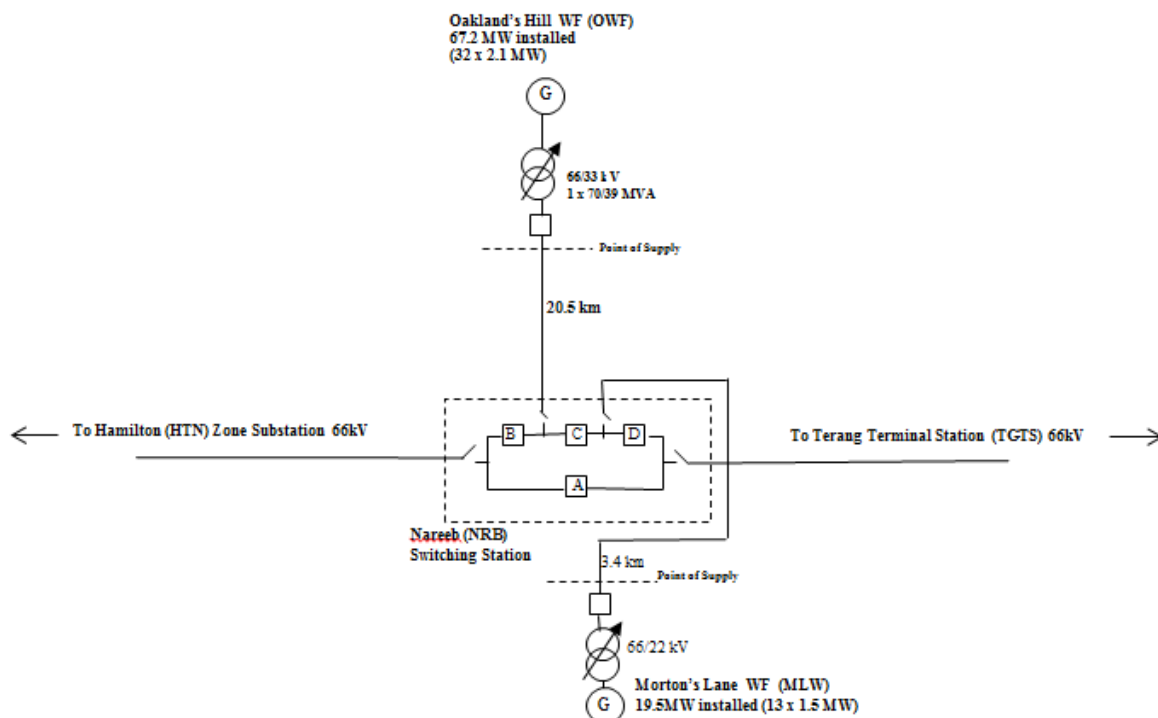 Oakland's Hill WF (OWF)
67.2 MW installed
(32 x 2.1 MW)
G
66/33 kV
1 x 70/39 MVA
Point of Supply
20.5 km
To Hamilton (HTN) Zone Substation 66kV
B
C
D
To Terang Terminal Station (TGTS) 66kV
A
Nareeb (NRB)
Switching Station
3.4 km
Point of Supply
66/22 kV
Morton's Lane WF (MLW)
G
19.5MW installed (13 x 1.5 MW)